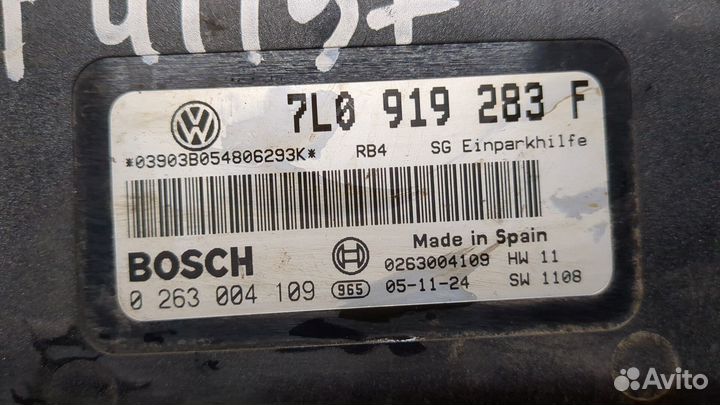 7L0 919 283 F
*03903B054806293K* RB4 SG Einparkhilfe
BOSCH
Made in Spain
0263004109 HW 11
0 263 004 109 965 05-11-24 SW 1108
Avito